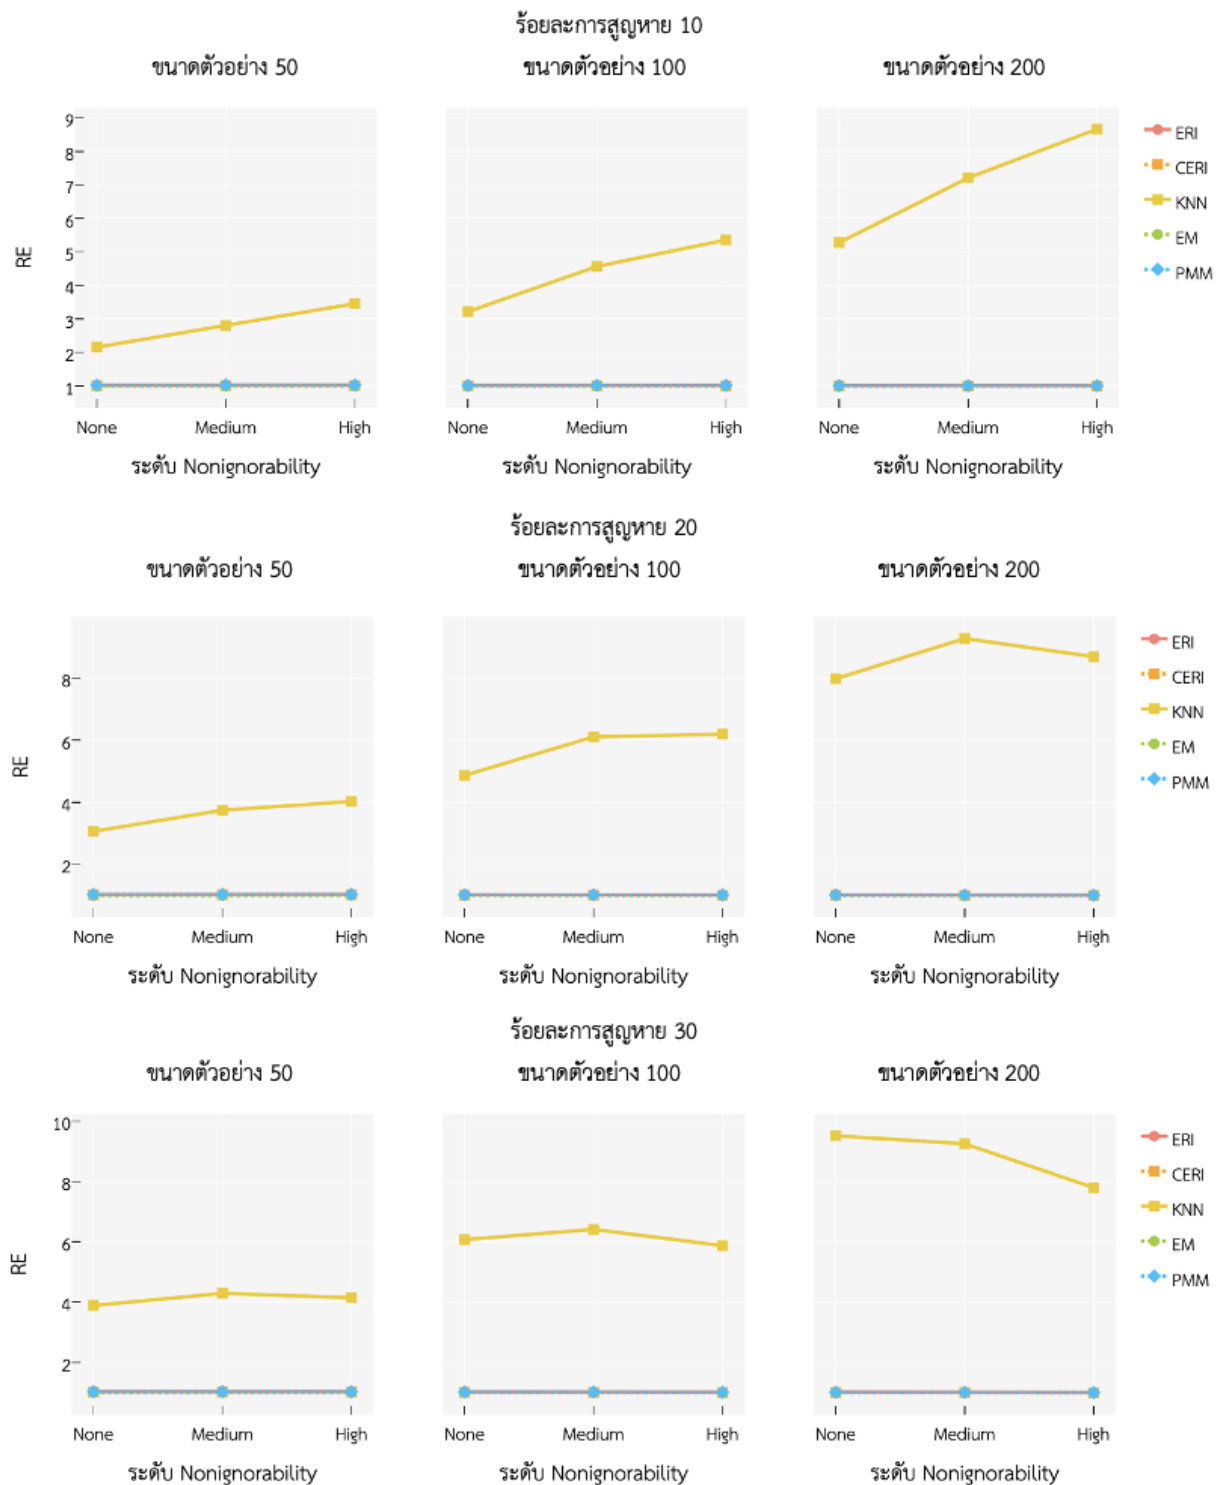 ร้อยละการสูญหาย 10
ขนาดตัวอย่าง 50 ขนาดตัวอย่าง 100 ขนาดตัวอย่าง 200
9
8
7
6
5
4
3
2
1
RE
None Medium High None Medium High None Medium High
ระดับ Nonignorability ระดับ Nonignorability ระดับ Nonignorability
ERI
CERI
KNN
EM
PMM
ร้อยละการสูญหาย 20
ขนาดตัวอย่าง 50 ขนาดตัวอย่าง 100 ขนาดตัวอย่าง 200
8
6
4
2
RE
None Medium High None Medium High None Medium High
ระดับ Nonignorability ระดับ Nonignorability ระดับ Nonignorability
ERI
CERI
KNN
EM
PMM
ร้อยละการสูญหาย 30
ขนาดตัวอย่าง 50 ขนาดตัวอย่าง 100 ขนาดตัวอย่าง 200
10
8
6
4
2
RE
None Medium High None Medium High None Medium High
ระดับ Nonignorability ระดับ Nonignorability ระดับ Nonignorability
ERI
CERI
KNN
EM
PMM